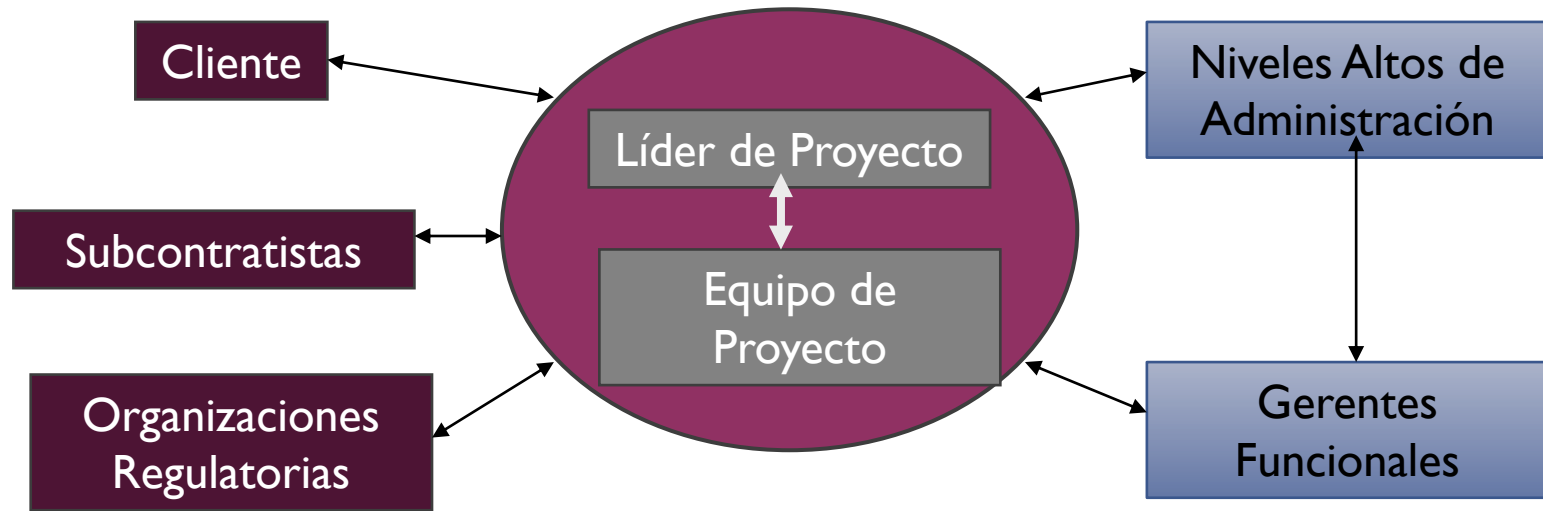 Cliente
Niveles Altos de
Administración
Líder de Proyecto
Subcontratistas
Equipo de
Proyecto
Organizaciones
Regulatorias
Gerentes
Funcionales